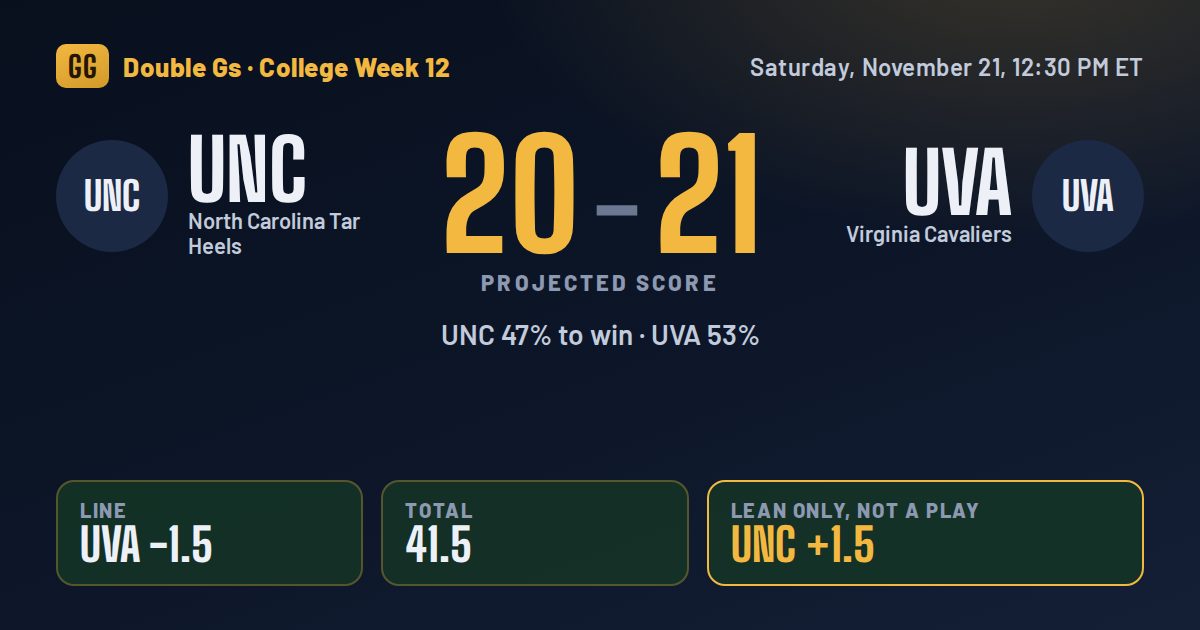 GG
Double Gs · College Week 12
Saturday, November 21, 12:30 PM ET
UNC
UNC
North Carolina Tar
Heels
20 – 21
PROJECTED SCORE
UNC 47% to win · UVA 53%
UVA
Virginia Cavaliers
UVA
LINE
UVA −1.5
TOTAL
41.5
LEAN ONLY, NOT A PLAY
UNC +1.5